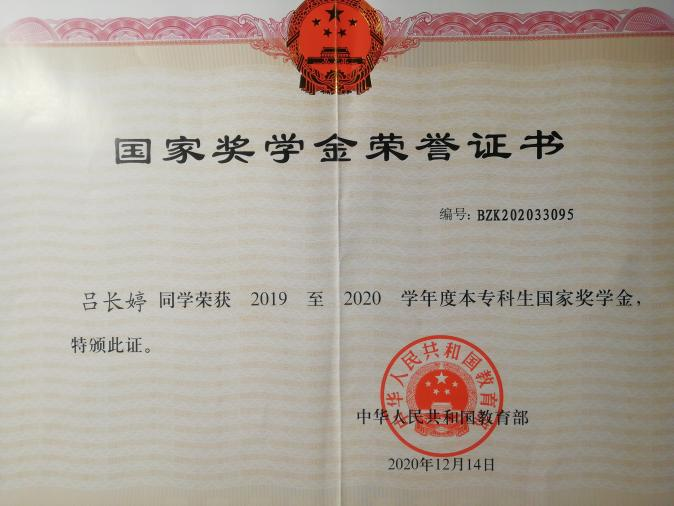 国家奖学金荣誉证书
编号: BZK202033095
吕长婷 同学荣获 2019 至 2020 学年度本专科生国家奖学金，
特颁此证。
中华人民共和国教育部
中华人民共和国教育部
2020年12月14日